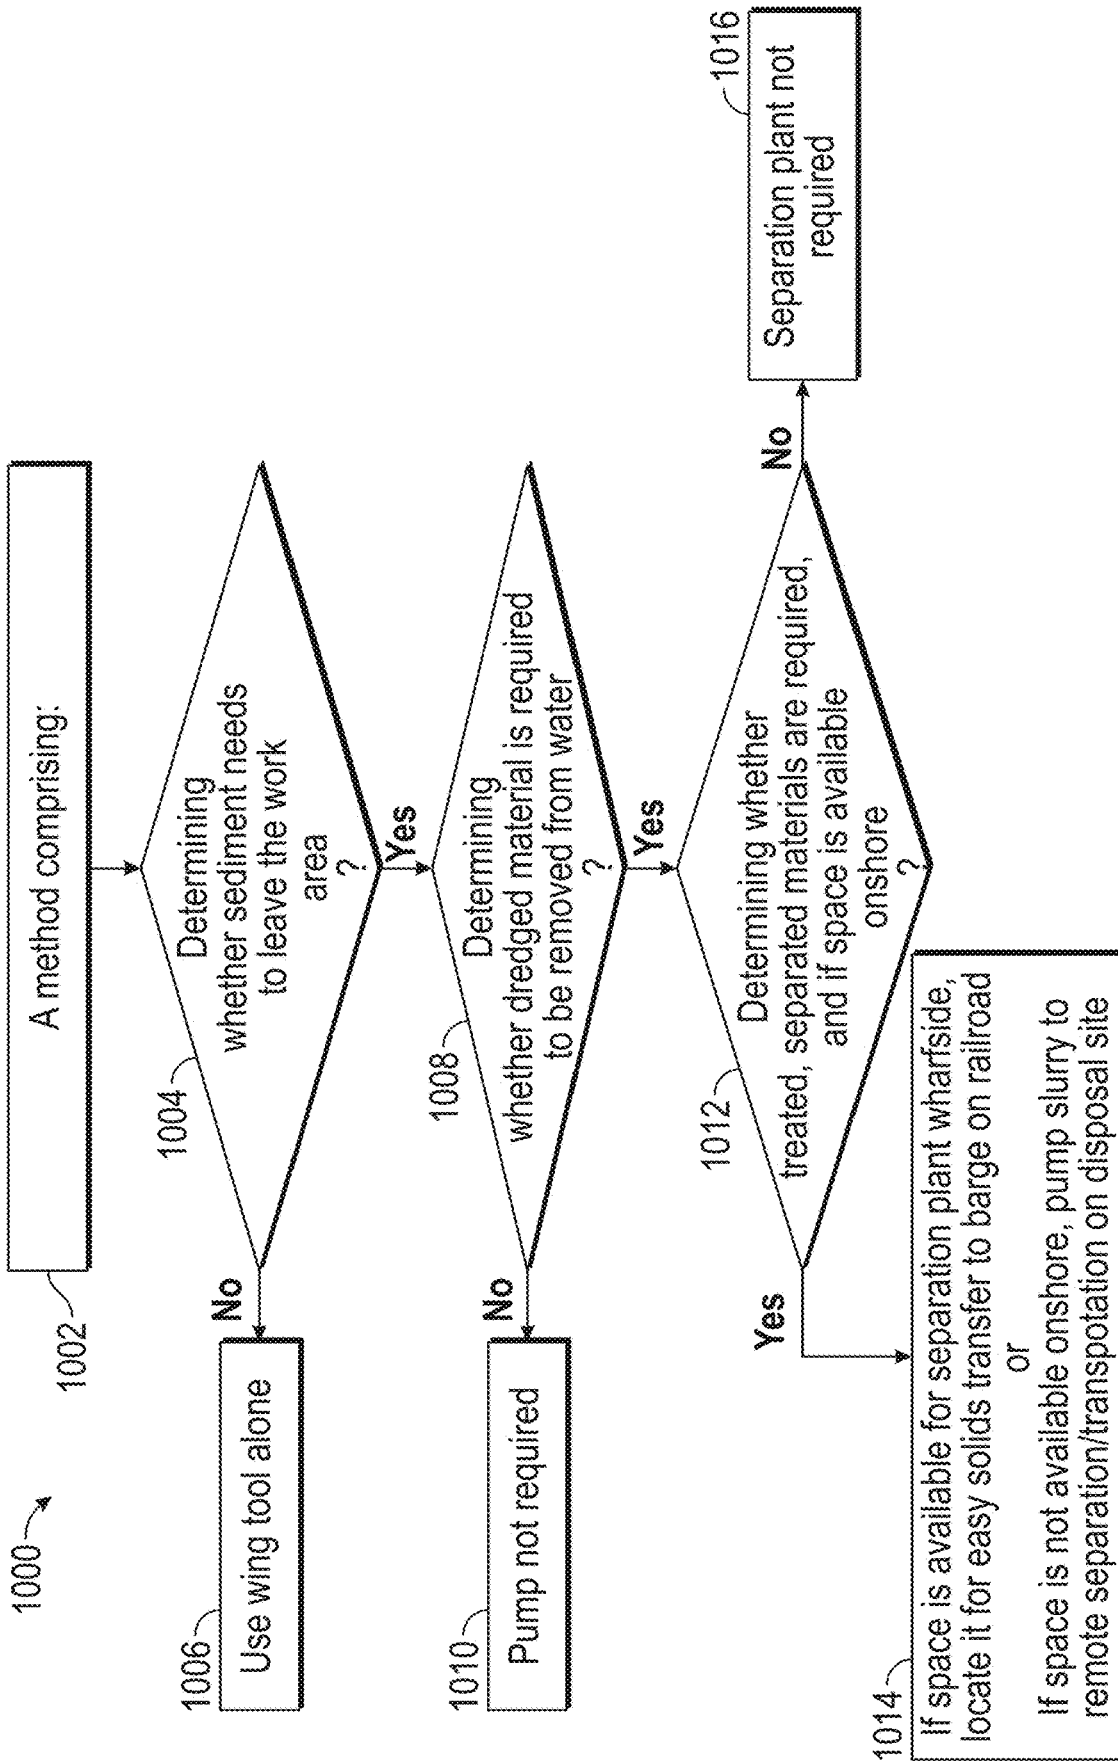 1000
1002
A method comprising:
1004
Determining
whether sediment needs
to leave the work
area
?
No
1006
Use wing tool alone
Yes
1008
Determining
whether dredged material is required
to be removed from water
?
No
1010
Pump not required
Yes
1012
Determining whether
treated, separated materials are required,
and if space is available
onshore
?
No
1016
Separation plant not
required
Yes
1014
If space is available for separation plant wharfside,
locate it for easy solids transfer to barge on railroad
or
If space is not available onshore, pump slurry to
remote separation/transpotation on disposal site